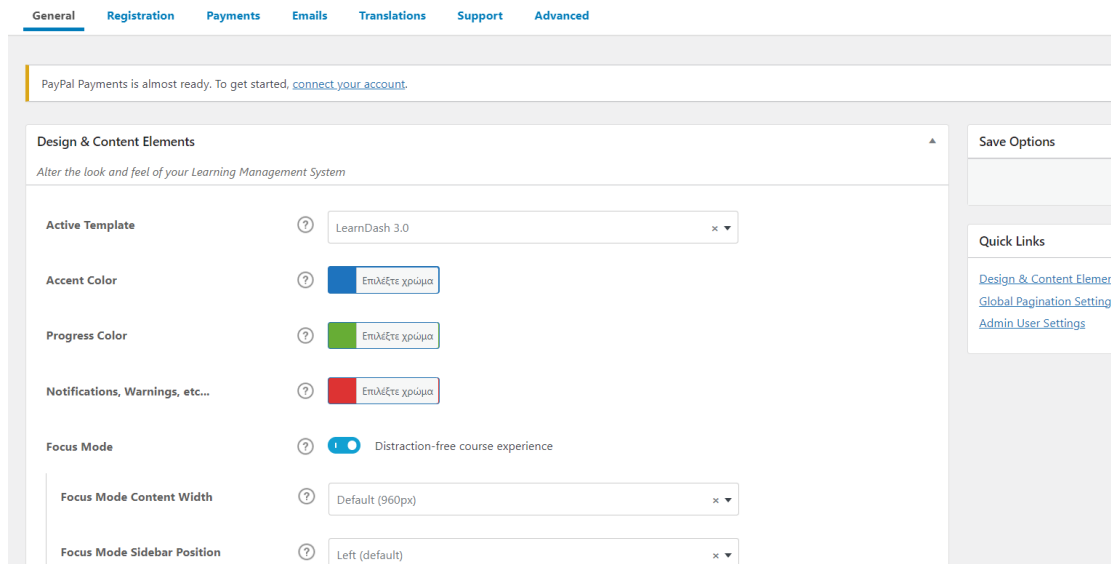 General Registration Payments Emails Translations Support Advanced
PayPal Payments is almost ready. To get started, connect your account.
Design & Content Elements
Alter the look and feel of your Learning Management System
Active Template
LearnDash 3.0
Accent Color
Επιλέξτε χρώμα
Progress Color
Επιλέξτε χρώμα
Notifications, Warnings, etc...
Επιλέξτε χρώμα
Focus Mode
Distraction-free course experience
Focus Mode Content Width
Default (960px)
Focus Mode Sidebar Position
Left (default)
Save Options
Quick Links
Design & Content Elemer
Global Pagination Setting
Admin User Settings